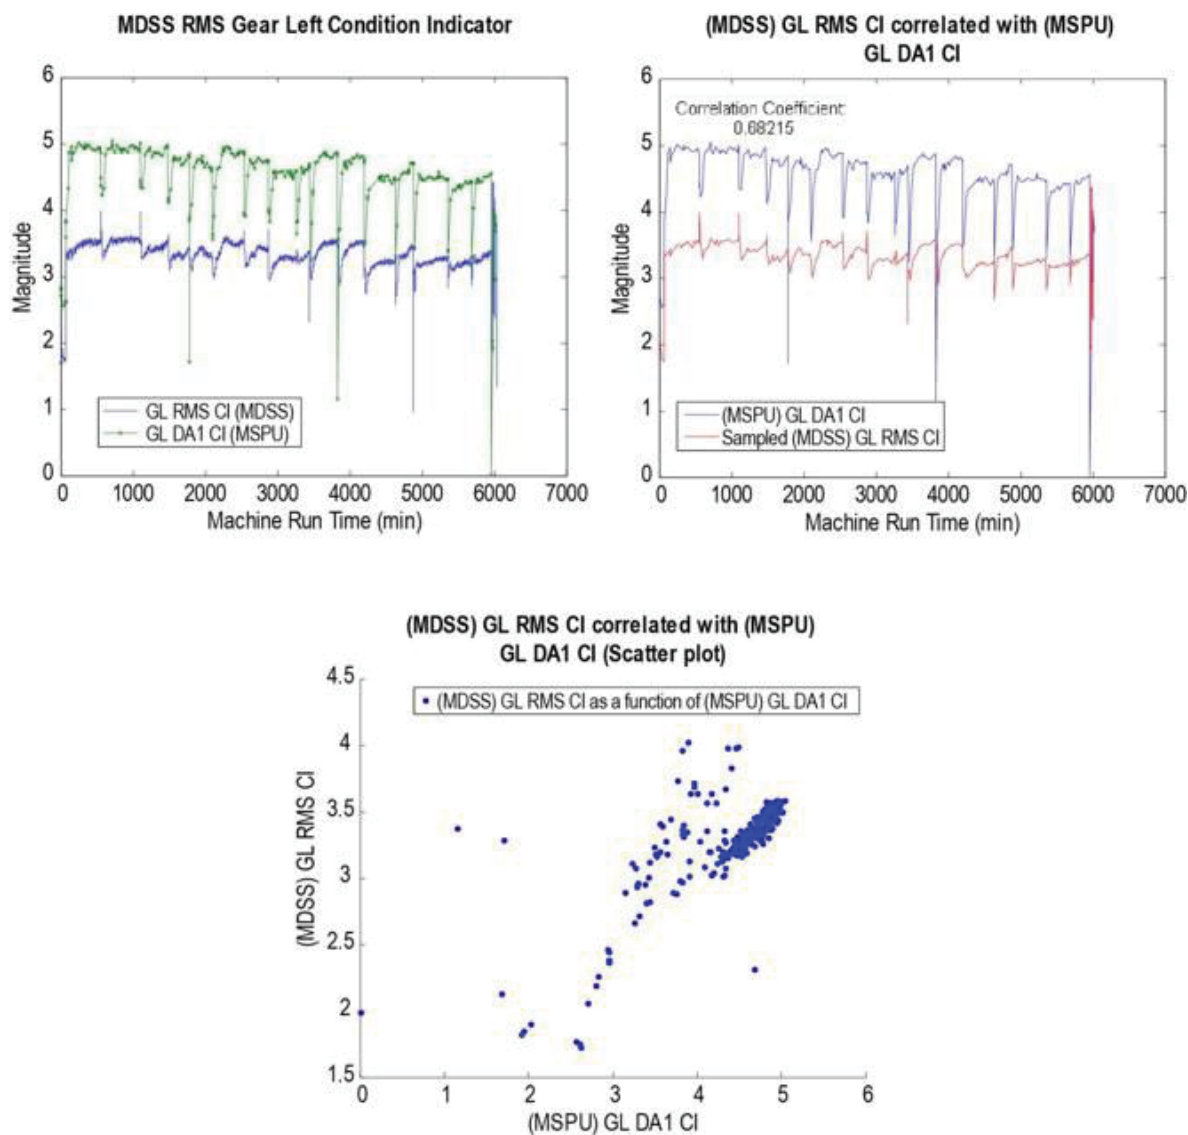 MDSS RMS Gear Left Condition Indicator
6
5
4
3
2
1
0
Magnitude
GL RMS CI (MDSS)
GL DA1 CI (MSPU)
0 1000 2000 3000 4000 5000 6000 7000
Machine Run Time (min)
(MDSS) GL RMS CI correlated with (MSPU)
GL DA1 CI
6
5
4
3
2
1
0
Magnitude
Correlation Coefficient:
0.68215
(MSPU) GL DA1 CI
Sampled (MDSS) GL RMS CI
0 1000 2000 3000 4000 5000 6000 7000
Machine Run Time (min)
(MDSS) GL RMS CI correlated with (MSPU)
GL DA1 CI (Scatter plot)
4.5
4
3.5
3
2.5
2
1.5
(MDSS) GL RMS CI
(MDSS) GL RMS CI as a function of (MSPU) GL DA1 CI
0 1 2 3 4 5 6
(MSPU) GL DA1 CI